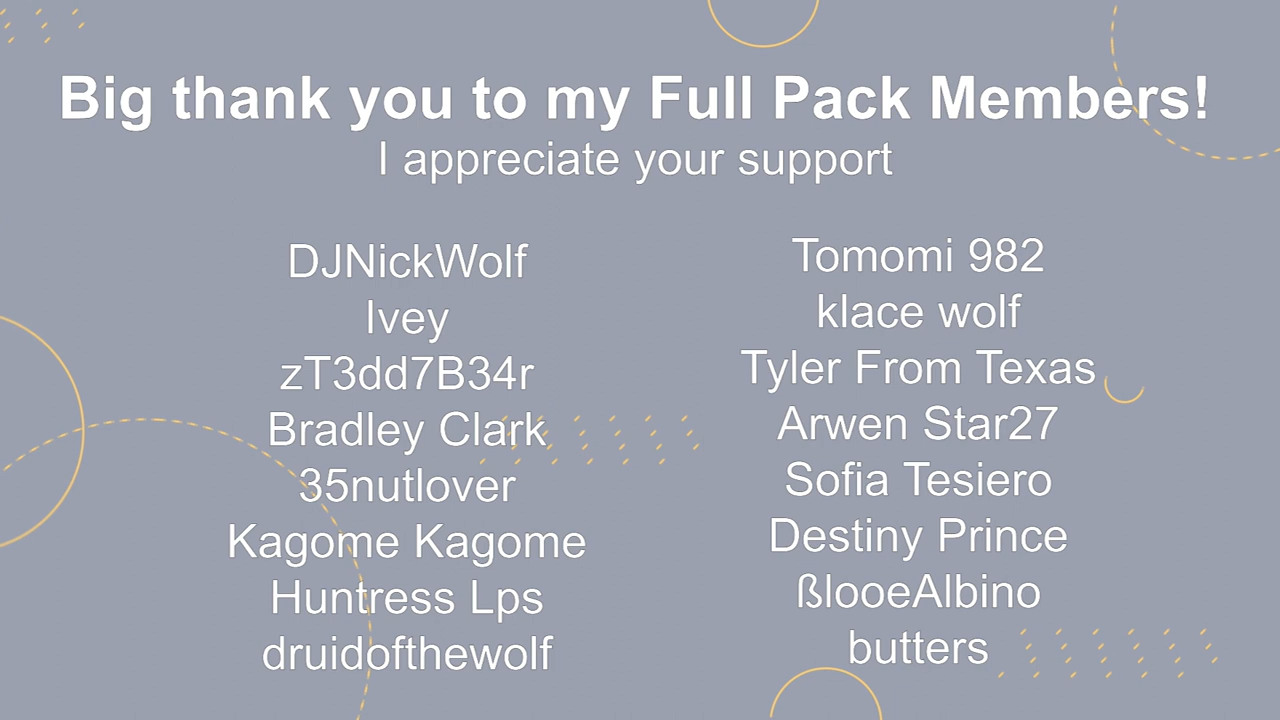 Big thank you to my Full Pack Members!
I appreciate your support
DJNickWolf
Ivey
zT3dd7B34r
Bradley Clark
35nutlover
Kagome Kagome
Huntress Lps
druidofthewolf
Tomomi 982
klace wolf
Tyler From Texas
Arwen Star27
Sofia Tesiero
Destiny Prince
ßlooeAlbino
butters